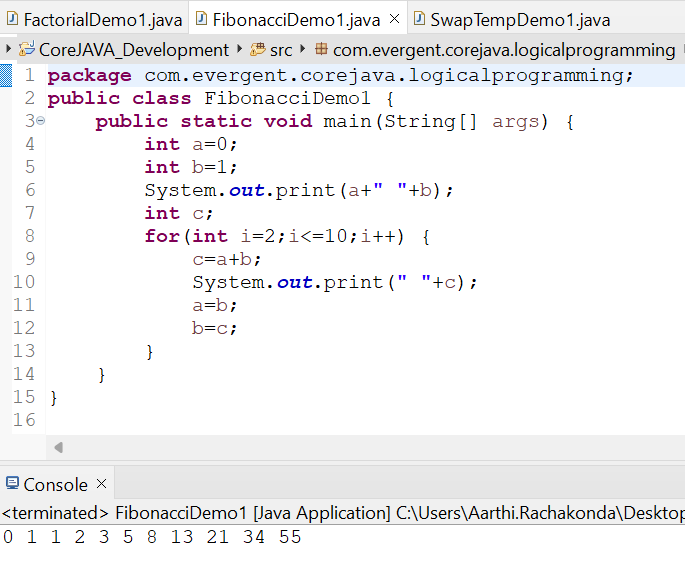 FactorialDemo1.java FibonacciDemo1.java SwapTempDemo1.java
CoreJAVA_Development src com.evergent.corejava.logicalprogramming
1 package com.evergent.corejava.logicalprogramming;
2 public class FibonacciDemo1 {
3 public static void main(String[] args) {
4 int a=0;
5 int b=1;
6 System.out.print(a+" "+b);
7 int c;
8 for(int i=2;i<=10;i++) {
9 c=a+b;
10 System.out.print(" "+c);
11 a=b;
12 b=c;
13 }
14 }
15 }
16
Console
<terminated> FibonacciDemo1 [Java Application] C:\Users\Aarthi.Rachakonda\Desktop
0 1 1 2 3 5 8 13 21 34 55